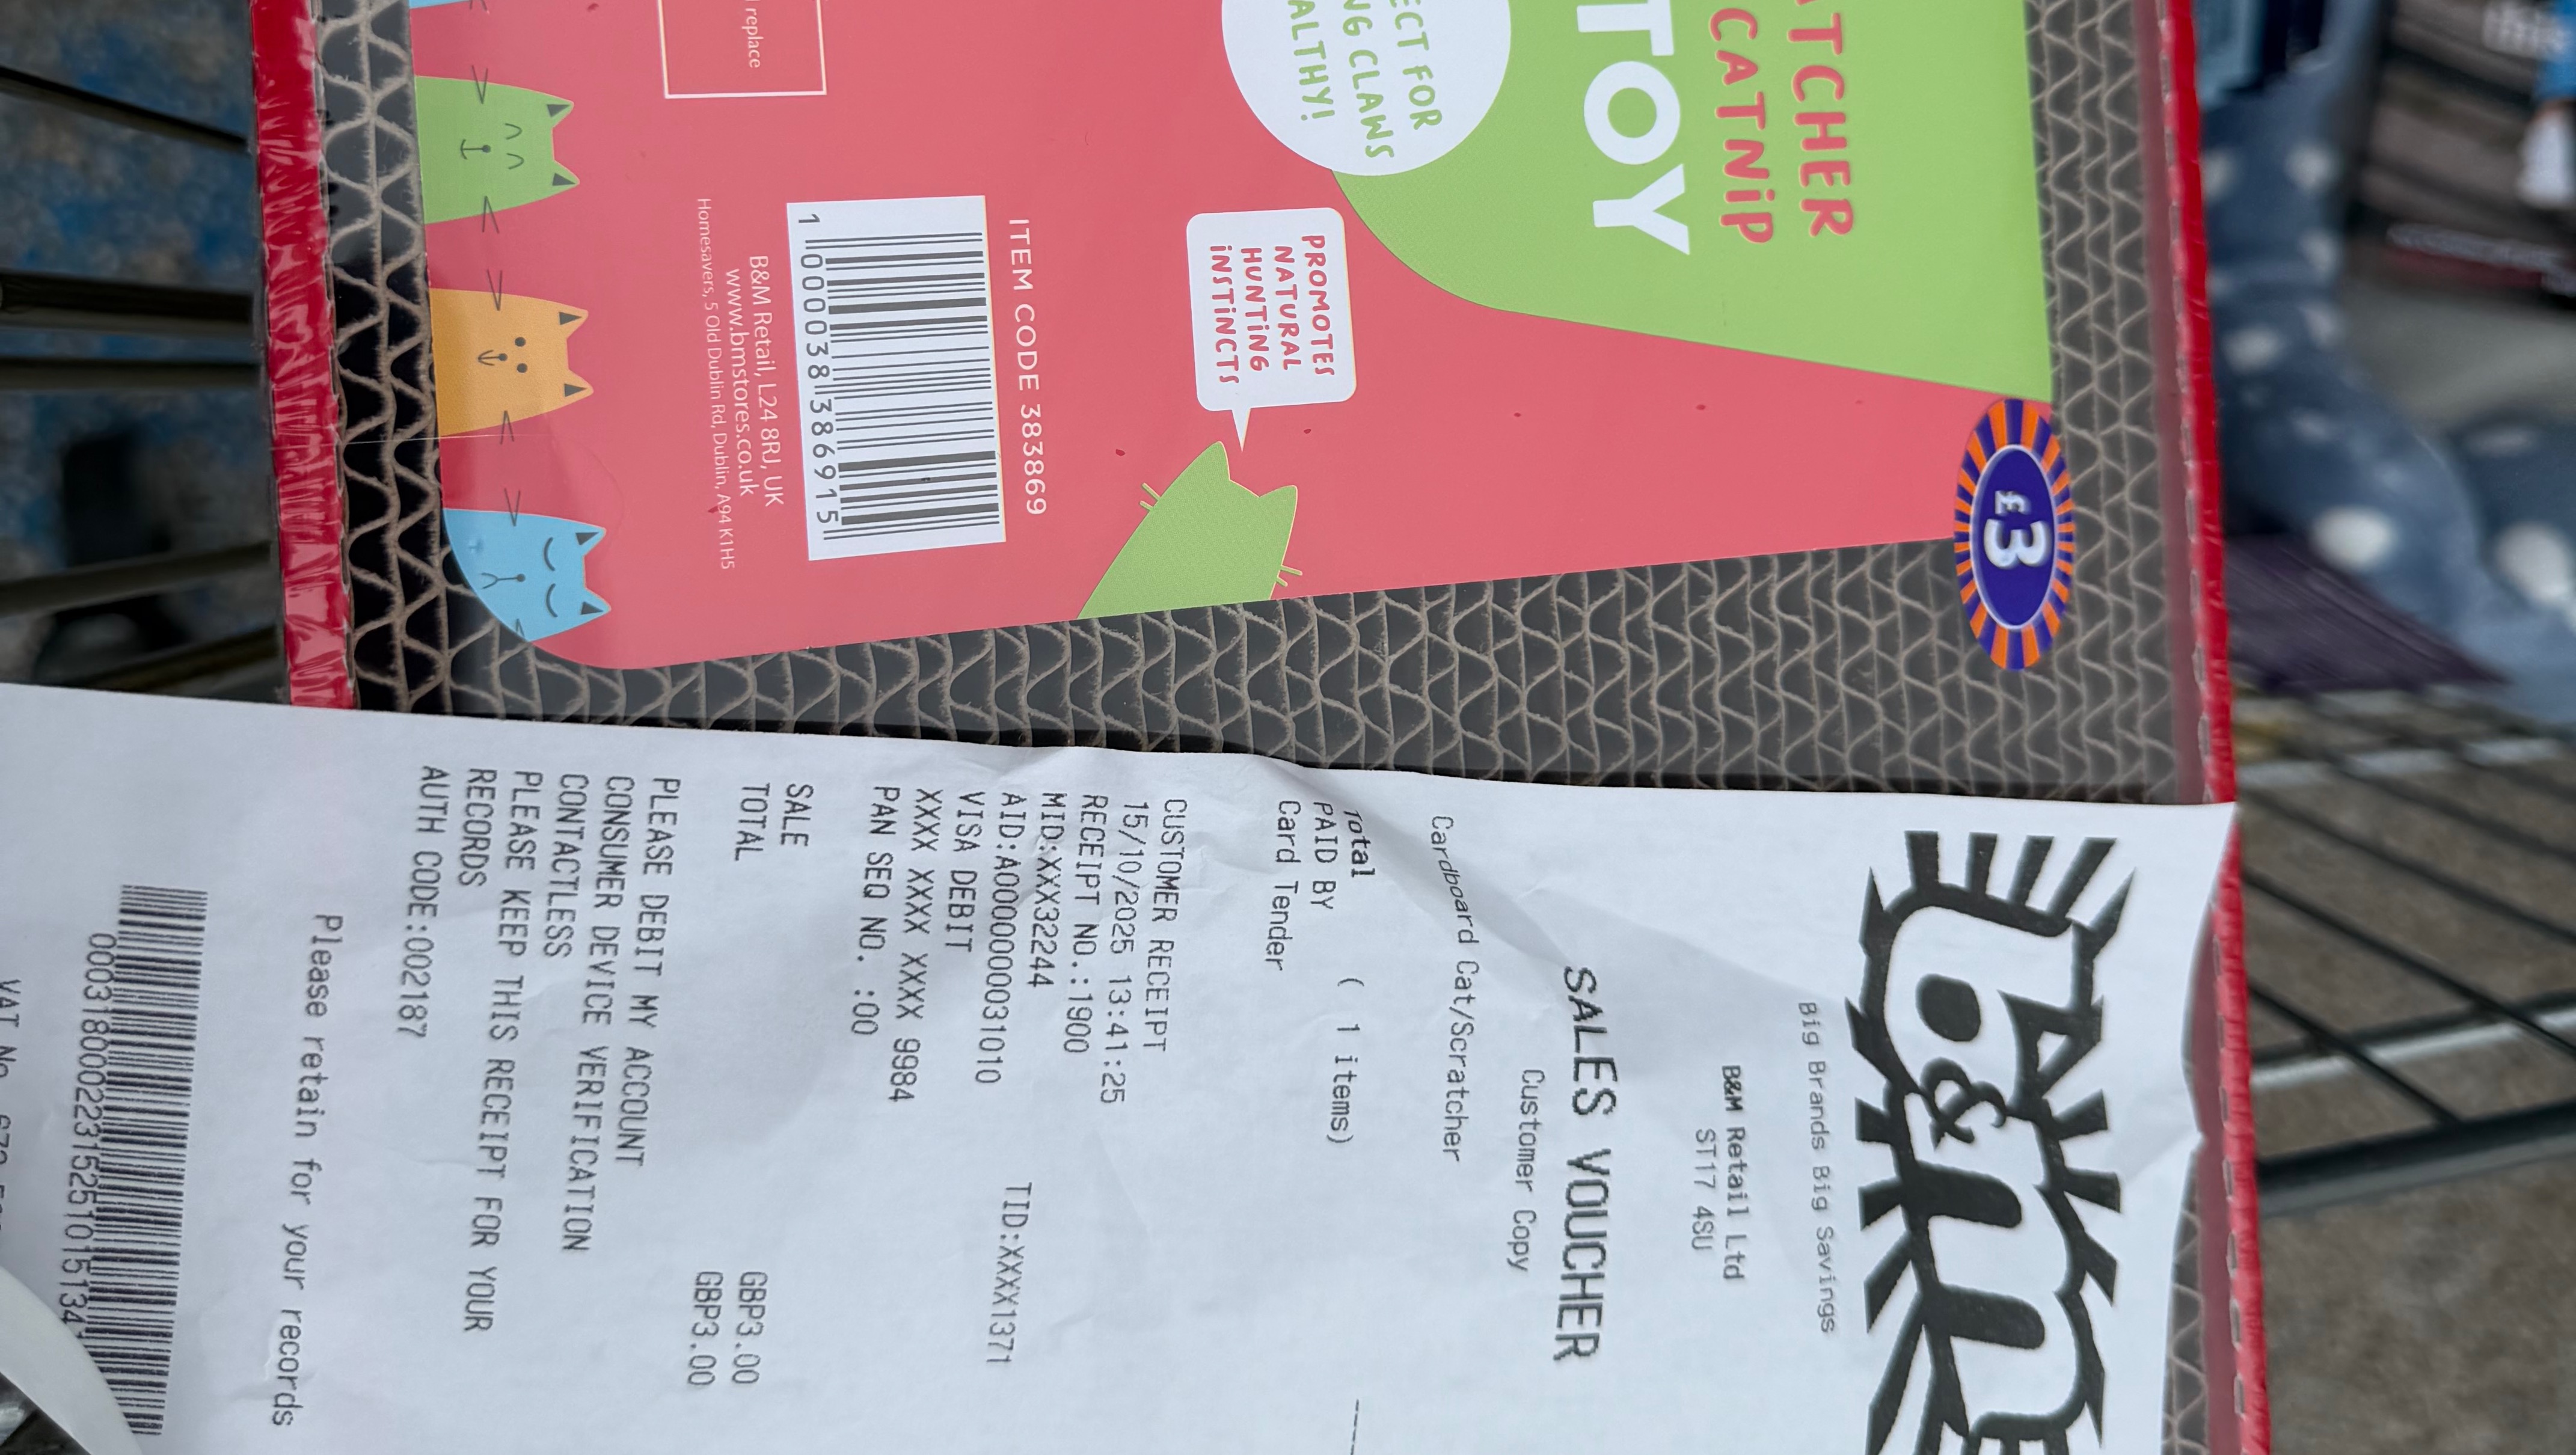 ATCHER
CATNiP
TOY
ECT FOR
NG CLAWS
ALTHY!
PROMOTES
NATURAL
HUNTING
iNSTiNCTS
£3
ITEM CODE 383869
1 000038 386915
B&M Retail, L24 8RJ, UK
www.bmstores.co.uk
Homesavers, 5 Old Dublin Rd, Dublin, A94 K1H5
replace
b&m
Big Brands Big Savings
B&M Retail Ltd
ST17 4SU
SALES VOUCHER
Customer Copy
Cardboard Cat/Scratcher
Total ( 1 items)
PAID BY
Card Tender
CUSTOMER RECEIPT
15/10/2025 13:41:25
RECEIPT NO.:1900
MID:XXX32244 TID:XXXX1371
AID:A0000000031010
VISA DEBIT
XXXX XXXX XXXX 9984
PAN SEQ NO. :00
SALE GBP3.00
TOTAL GBP3.00
PLEASE DEBIT MY ACCOUNT
CONSUMER DEVICE VERIFICATION
CONTACTLESS
PLEASE KEEP THIS RECEIPT FOR YOUR
RECORDS
AUTH CODE:002187
Please retain for your records
000318000223152510151341
VAT No